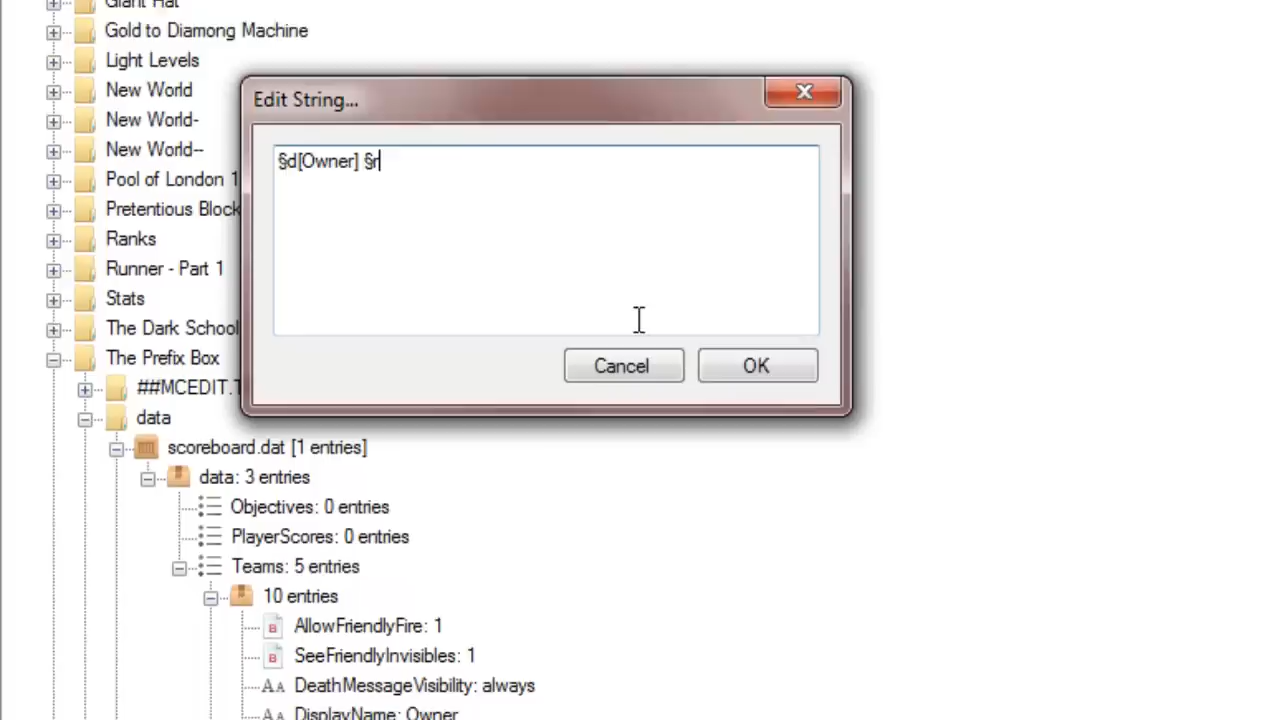 Giant Hat
Gold to Diamong Machine
Light Levels
New World
New World-
New World--
Pool of London 1
Pretentious Block
Ranks
Runner - Part 1
Stats
The Dark School
The Prefix Box
##MCEDIT.T
data
scoreboard.dat [1 entries]
data: 3 entries
Objectives: 0 entries
PlayerScores: 0 entries
Teams: 5 entries
10 entries
B AllowFriendlyFire: 1
B SeeFriendlyInvisibles: 1
AA DeathMessageVisibility: always
AA DisplayName: Owner
Edit String...
§d[Owner] §r
Cancel
OK